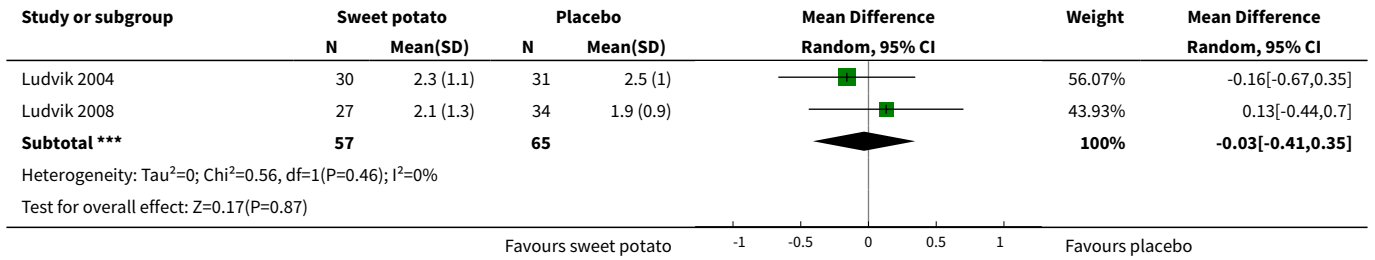 Study or subgroup Sweet potato Placebo Mean Difference Weight Mean Difference
N Mean(SD) N Mean(SD) Random, 95% CI Random, 95% CI
Ludvik 2004 30 2.3 (1.1) 31 2.5 (1) 56.07% -0.16[-0.67,0.35]
Ludvik 2008 27 2.1 (1.3) 34 1.9 (0.9) 43.93% 0.13[-0.44,0.7]
Subtotal *** 57 65 100% -0.03[-0.41,0.35]
Heterogeneity: Tau²=0; Chi²=0.56, df=1(P=0.46); I²=0%
Test for overall effect: Z=0.17(P=0.87)
Favours sweet potato -1 -0.5 0 0.5 1 Favours placebo